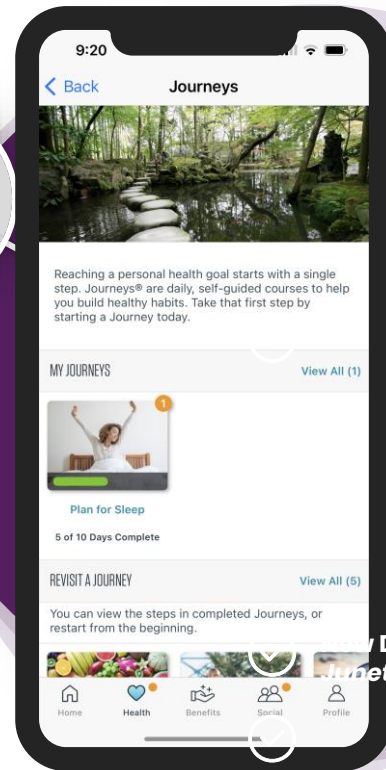 9:20
Back
Journeys
Reaching a personal health goal starts with a single
step. Journeys® are daily, self-guided courses to help
you build healthy habits. Take that first step by
starting a Journey today.
MY JOURNEYS
View All (1)
1
Plan for Sleep
5 of 10 Days Complete
REVISIT A JOURNEY
View All (5)
You can view the steps in completed Journeys, or
restart from the beginning.
Home
Health
Benefits
Social
Profile